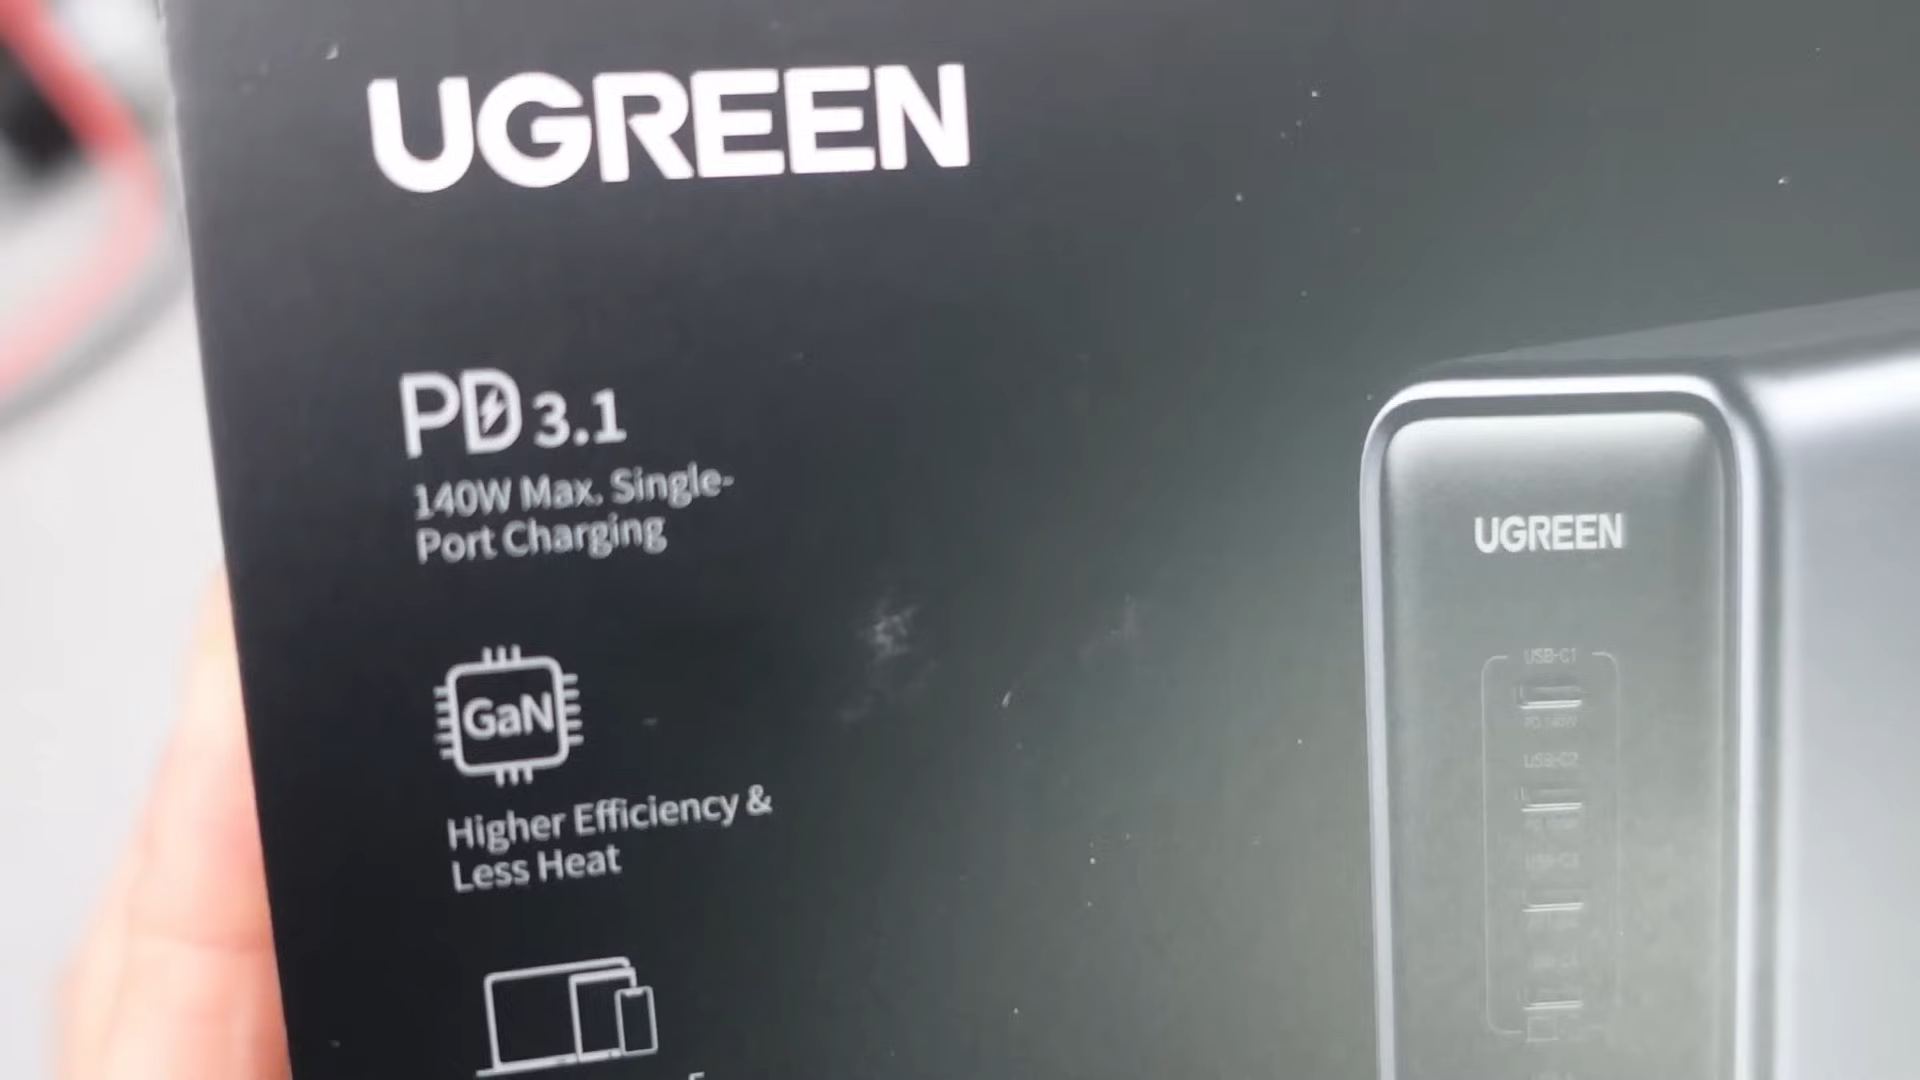 UGREEN
PD 3.1
140W Max. Single-
Port Charging
GaN
Higher Efficiency &
Less Heat
UGREEN
USB-C1
USB-C2